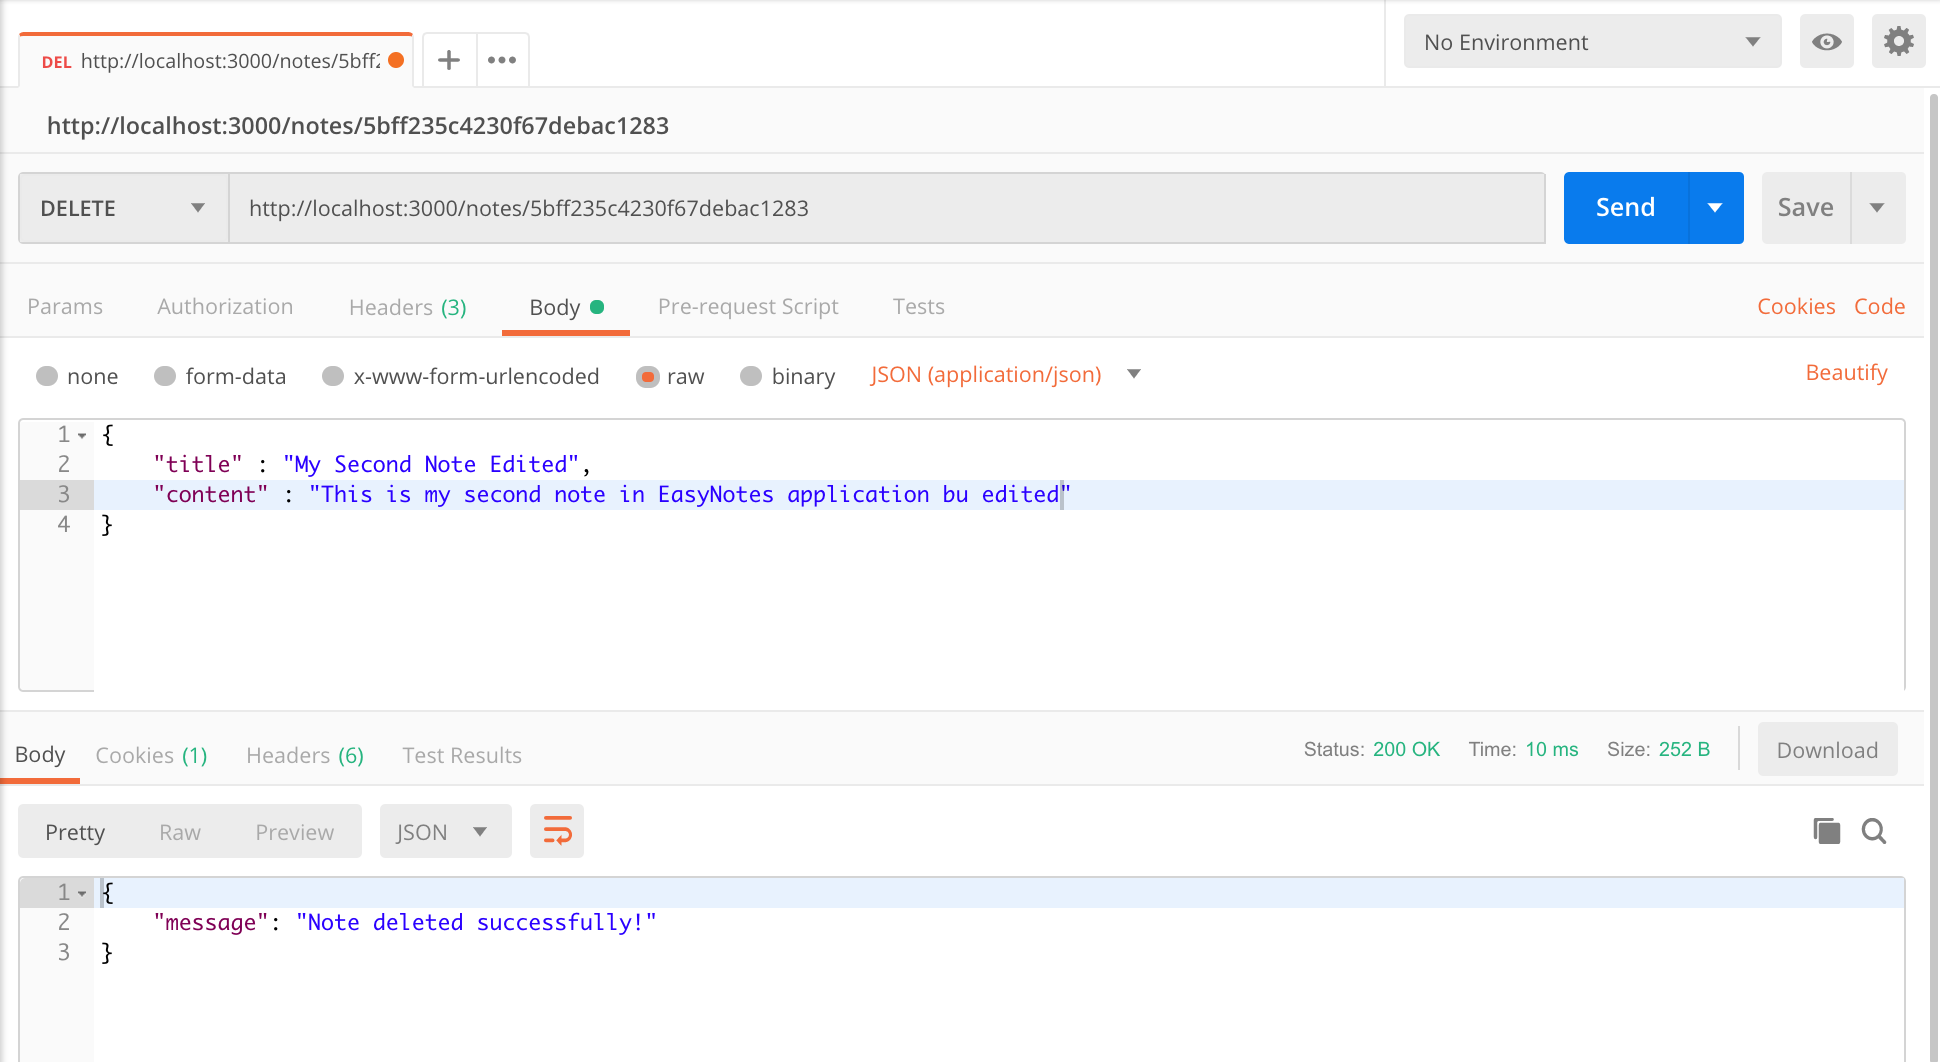 DEL http://localhost:3000/notes/5bff2
No Environment
http://localhost:3000/notes/5bff235c4230f67debac1283
DELETE http://localhost:3000/notes/5bff235c4230f67debac1283 Send Save
Params Authorization Headers (3) Body Pre-request Script Tests Cookies Code
none form-data x-www-form-urlencoded raw binary JSON (application/json) Beautify
1 {
2 "title" : "My Second Note Edited",
3 "content" : "This is my second note in EasyNotes application bu edited"
4 }
Body Cookies (1) Headers (6) Test Results Status: 200 OK Time: 10 ms Size: 252 B Download
Pretty Raw Preview JSON
1 {
2 "message": "Note deleted successfully!"
3 }